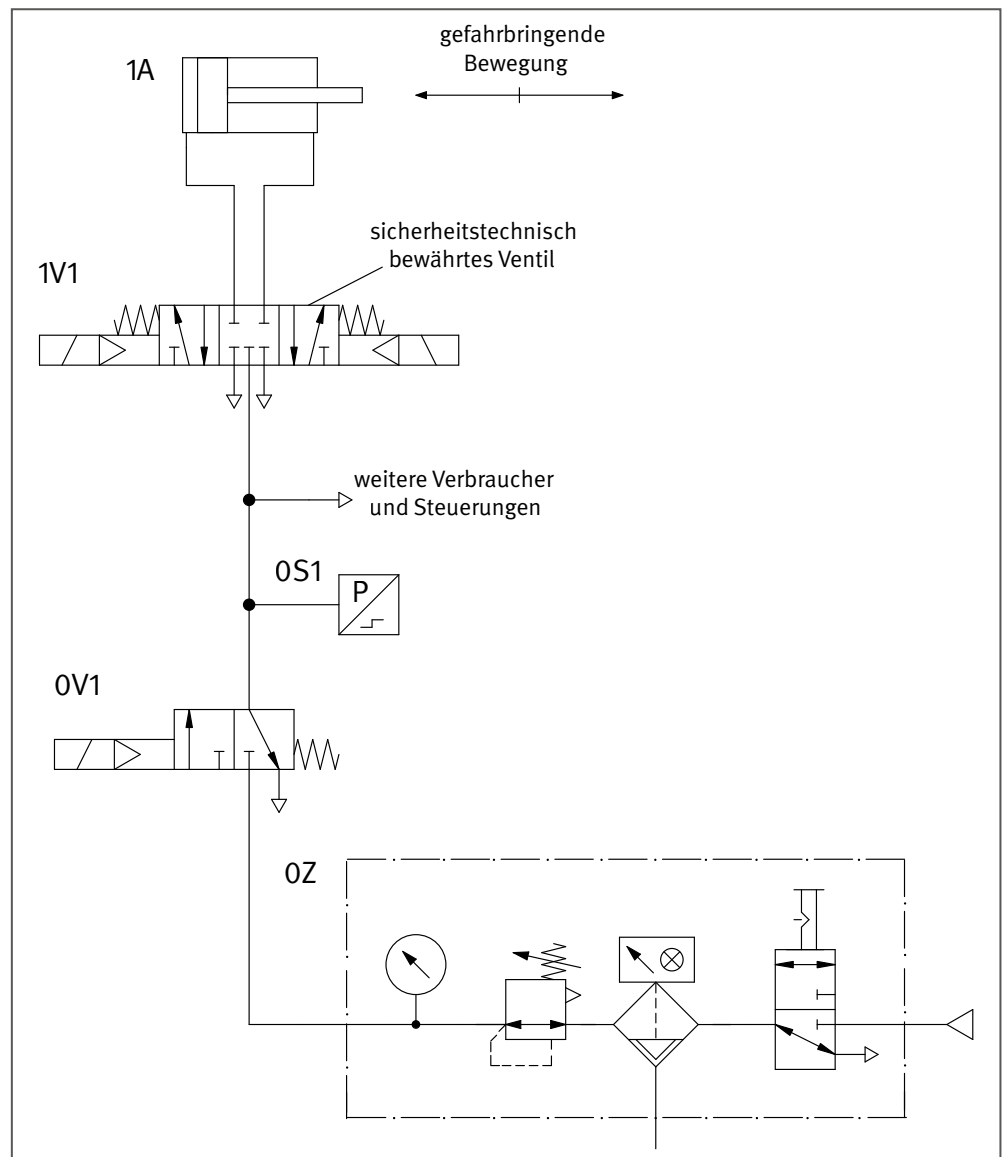 gefahrbringende
Bewegung
1A
sicherheitstechnisch
bewährtes Ventil
1V1
weitere Verbraucher
und Steuerungen
0S1
P
0V1
0Z